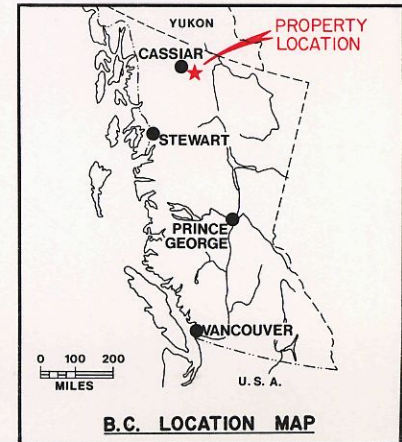 YUKON
PROPERTY
LOCATION
CASSIAR
STEWART
PRINCE
GEORGE
VANCOUVER
0 100 200
MILES
U.S.A.
B.C. LOCATION MAP